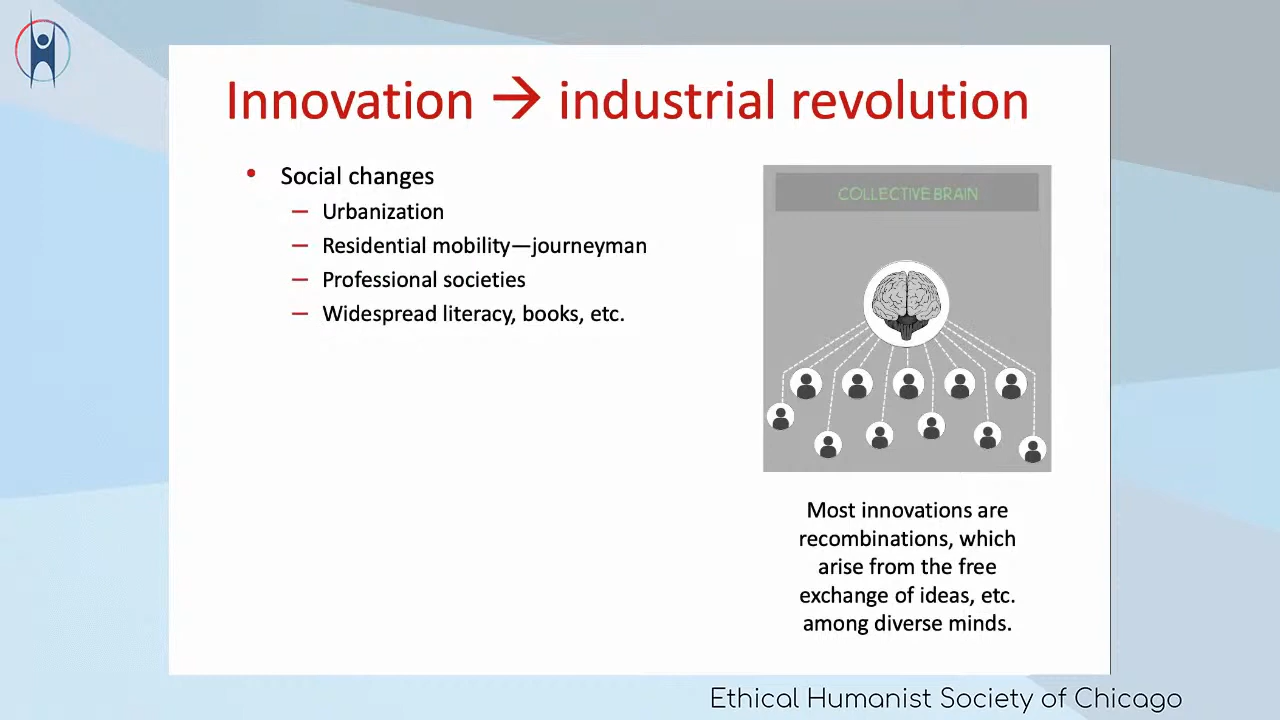 Innovation → industrial revolution
• Social changes
– Urbanization
– Residential mobility—journeyman
– Professional societies
– Widespread literacy, books, etc.
COLLECTIVE BRAIN
Most innovations are
recombinations, which
arise from the free
exchange of ideas, etc.
among diverse minds.
Ethical Humanist Society of Chicago